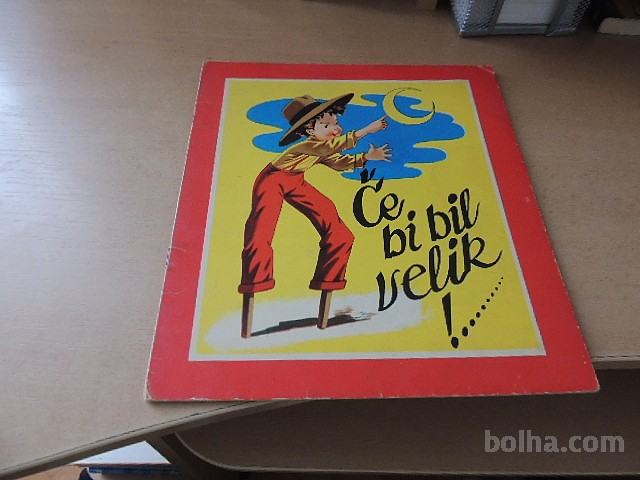 Če
bi bil
velik
!..........
bolha.com